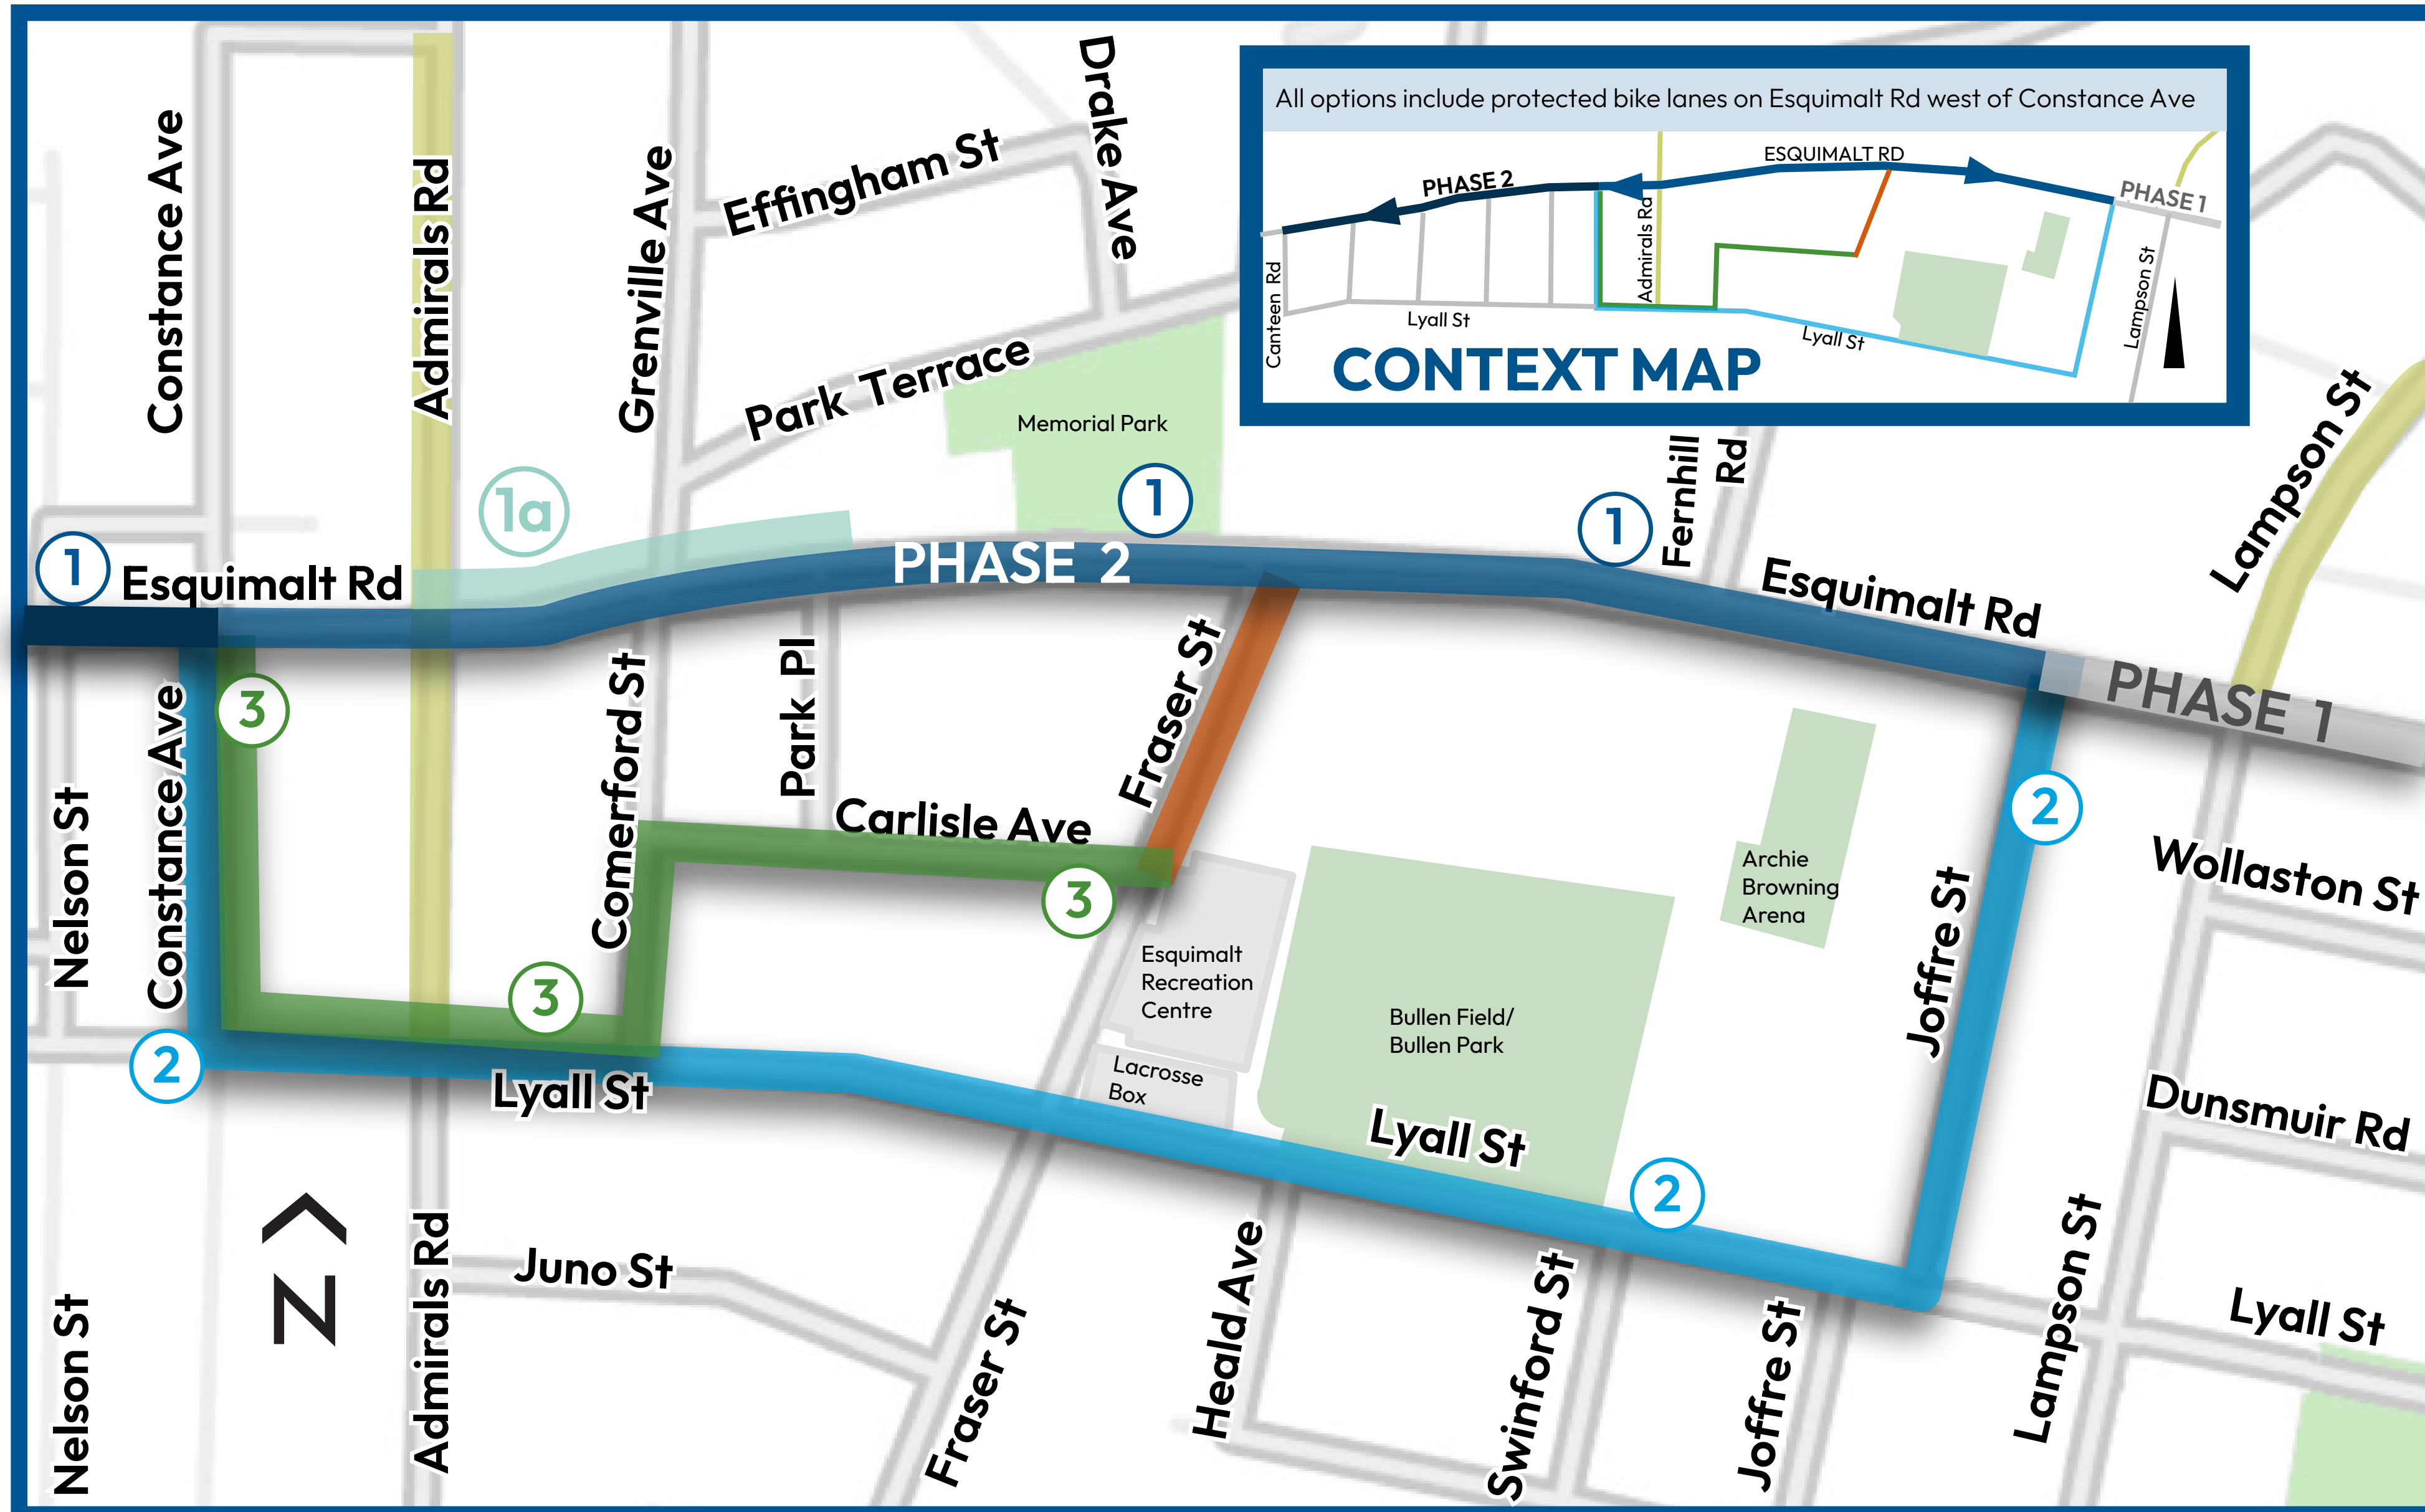 All options include protected bike lanes on Esquimalt Rd west of Constance Ave
ESQUIMALT RD
PHASE 2
PHASE 1
Admirals Rd
Canteen Rd
Lyall St
Lyall St
Lampson St
CONTEXT MAP
Constance Ave
Admirals Rd
Grenville Ave
Effingham St
Drake Ave
Park Terrace
Memorial Park
1a
1
1
1
Fernhill
Rd
Lampson St
Esquimalt Rd
PHASE 2
Esquimalt Rd
PHASE 1
3
Constance Ave
Nelson St
Comerford St
Park Pl
Fraser St
Carlisle Ave
3
3
2
Archie
Browning
Arena
Wollaston St
Joffre St
Esquimalt
Recreation
Centre
Bullen Field/
Bullen Park
Lacrosse
Box
2
Lyall St
Lyall St
2
Dunsmuir Rd
N
Admirals Rd
Juno St
Nelson St
Fraser St
Heald Ave
Swinford St
Joffre St
Lampson St
Lyall St